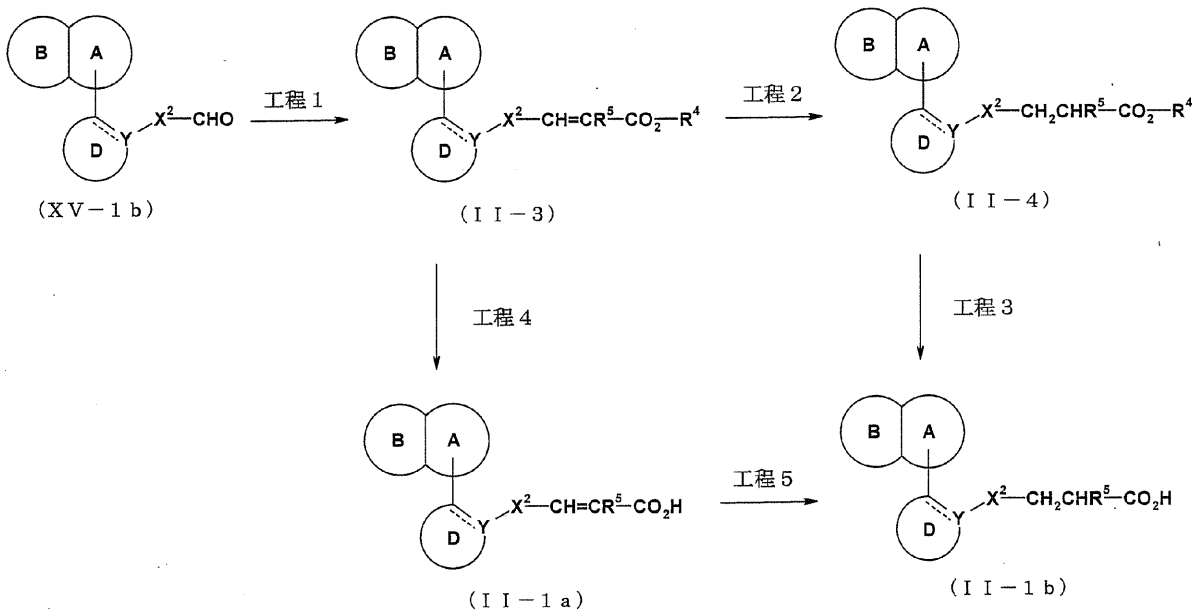 B A
D Y X²—CHO
(XV-1b)
工程1
B A
D Y X²—CH=CR⁵—CO₂—R⁴
(II-3)
工程2
B A
D Y X²—CH₂CHR⁵—CO₂—R⁴
(II-4)
工程4
工程3
B A
D Y X²—CH=CR⁵—CO₂H
(II-1a)
工程5
B A
D Y X²—CH₂CHR⁵—CO₂H
(II-1b)